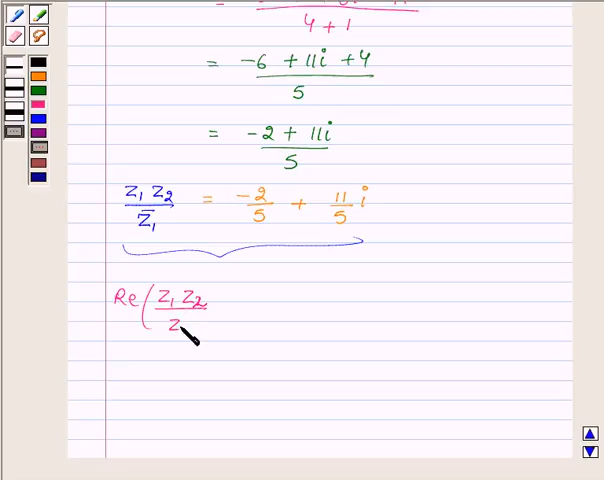 4 + 1
= -6 + 11i + 4
5
= -2 + 11i
5
z₁ z₂ / z̄₁ = -2/5 + 11/5 i
Re( z₁ z₂
z